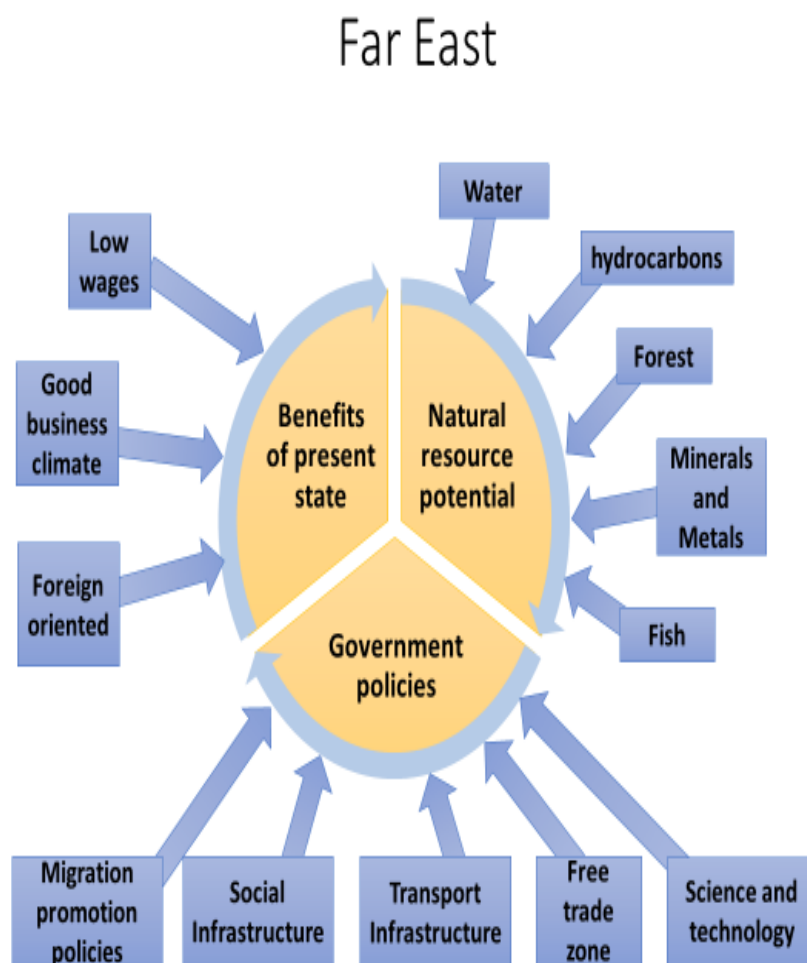 Far East
Water
hydrocarbons
Forest
Minerals
and
Metals
Fish
Low
wages
Good
business
climate
Foreign
oriented
Benefits
of present
state
Natural
resource
potential
Government
policies
Migration
promotion
policies
Social
Infrastructure
Transport
Infrastructure
Free
trade
zone
Science and
technology